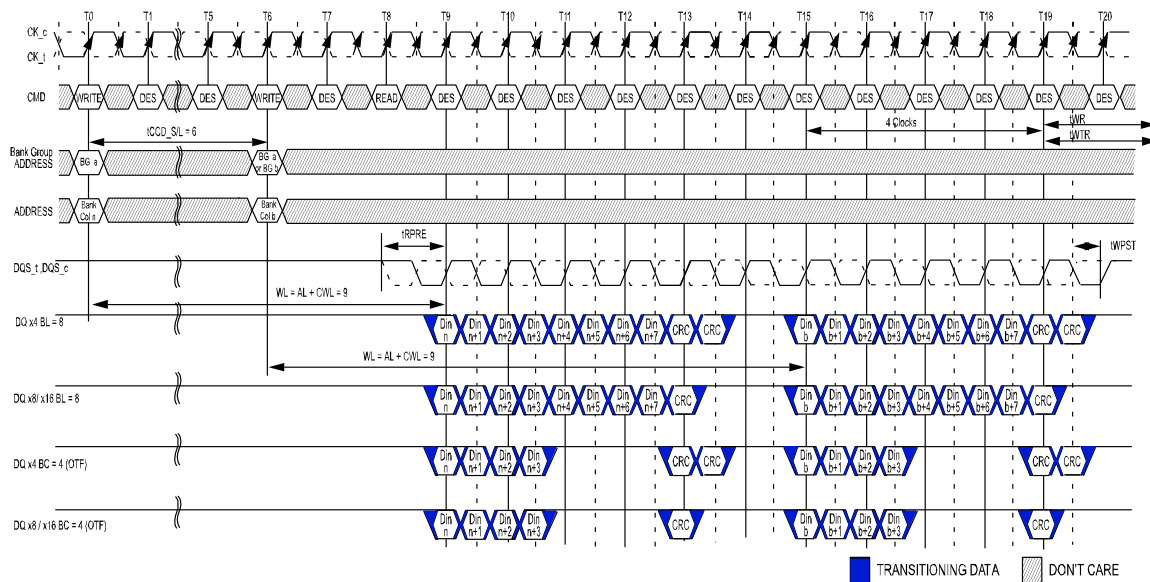 T0 T1 T5 T6 T7 T8 T9 T10 T11 T12 T13 T14 T15 T16 T17 T18 T19 T20
CK_c
CK_t
CMD WRITE DES DES WRITE DES READ DES DES DES DES DES DES DES DES DES DES DES DES
tCCD_S/L = 6 4 Clocks tWR
tWTR
Bank Group
ADDRESS BG a BG a
or BG b
ADDRESS Bank
Col n Bank
Col b
tRPRE tWPST
DQS_t ,DQS_c
WL = AL + CWL = 9
DQ x4 BL = 8 Din
n Din
n+1 Din
n+2 Din
n+3 Din
n+4 Din
n+5 Din
n+6 Din
n+7 CRC CRC Din
b Din
b+1 Din
b+2 Din
b+3 Din
b+4 Din
b+5 Din
b+6 Din
b+7 CRC CRC
WL = AL + CWL = 9
DQ x8/ x16 BL = 8 Din
n Din
n+1 Din
n+2 Din
n+3 Din
n+4 Din
n+5 Din
n+6 Din
n+7 CRC Din
b Din
b+1 Din
b+2 Din
b+3 Din
b+4 Din
b+5 Din
b+6 Din
b+7 CRC
DQ x4 BC = 4 (OTF) Din
n Din
n+1 Din
n+2 Din
n+3 CRC CRC Din
b Din
b+1 Din
b+2 Din
b+3 CRC CRC
DQ x8 / x16 BC = 4 (OTF) Din
n Din
n+1 Din
n+2 Din
n+3 CRC Din
b Din
b+1 Din
b+2 Din
b+3 CRC
TRANSITIONING DATA DON'T CARE